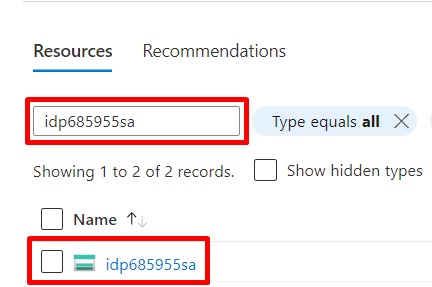 Resources Recommendations
idp685955sa Type equals all
Showing 1 to 2 of 2 records. Show hidden types
Name ↑↓
idp685955sa